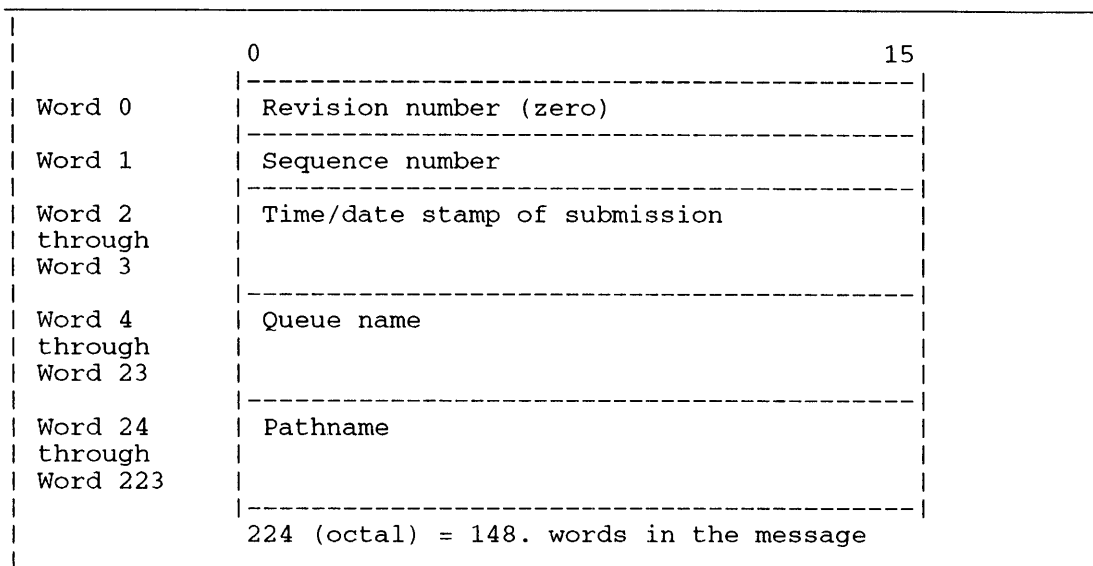 0 15
Word 0 Revision number (zero)
Word 1 Sequence number
Word 2 Time/date stamp of submission
through
Word 3
Word 4 Queue name
through
Word 23
Word 24 Pathname
through
Word 223
224 (octal) = 148. words in the message